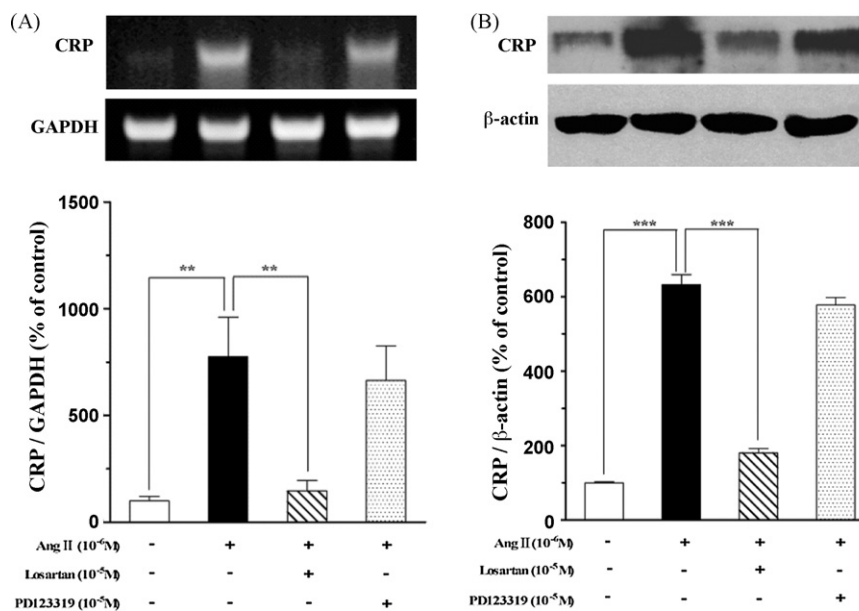 (A)
CRP
GAPDH
1500
1000
500
0
CRP / GAPDH (% of control)
**
**
Ang Ⅱ (10⁻⁶M) - + + +
Losartan (10⁻⁵M) - - + -
PD123319 (10⁻⁵M) - - - +
(B)
CRP
β-actin
800
600
400
200
0
CRP / β-actin (% of control)
***
***
Ang Ⅱ (10⁻⁶M) - + + +
Losartan (10⁻⁵M) - - + -
PD123319 (10⁻⁵M) - - - +